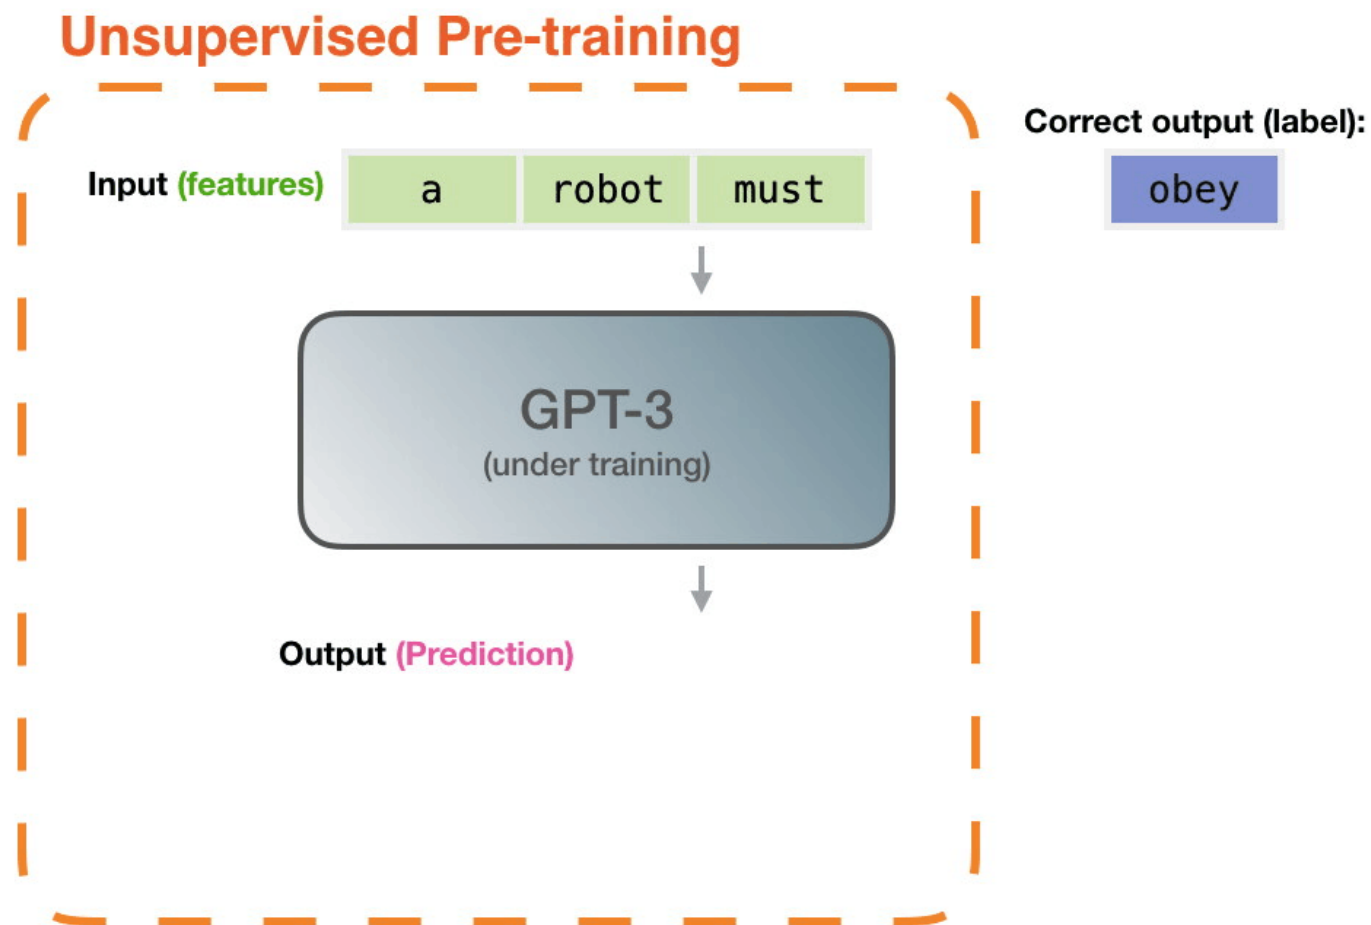 Unsupervised Pre-training
Correct output (label):
Input (features) a robot must
obey
GPT-3
(under training)
Output (Prediction)